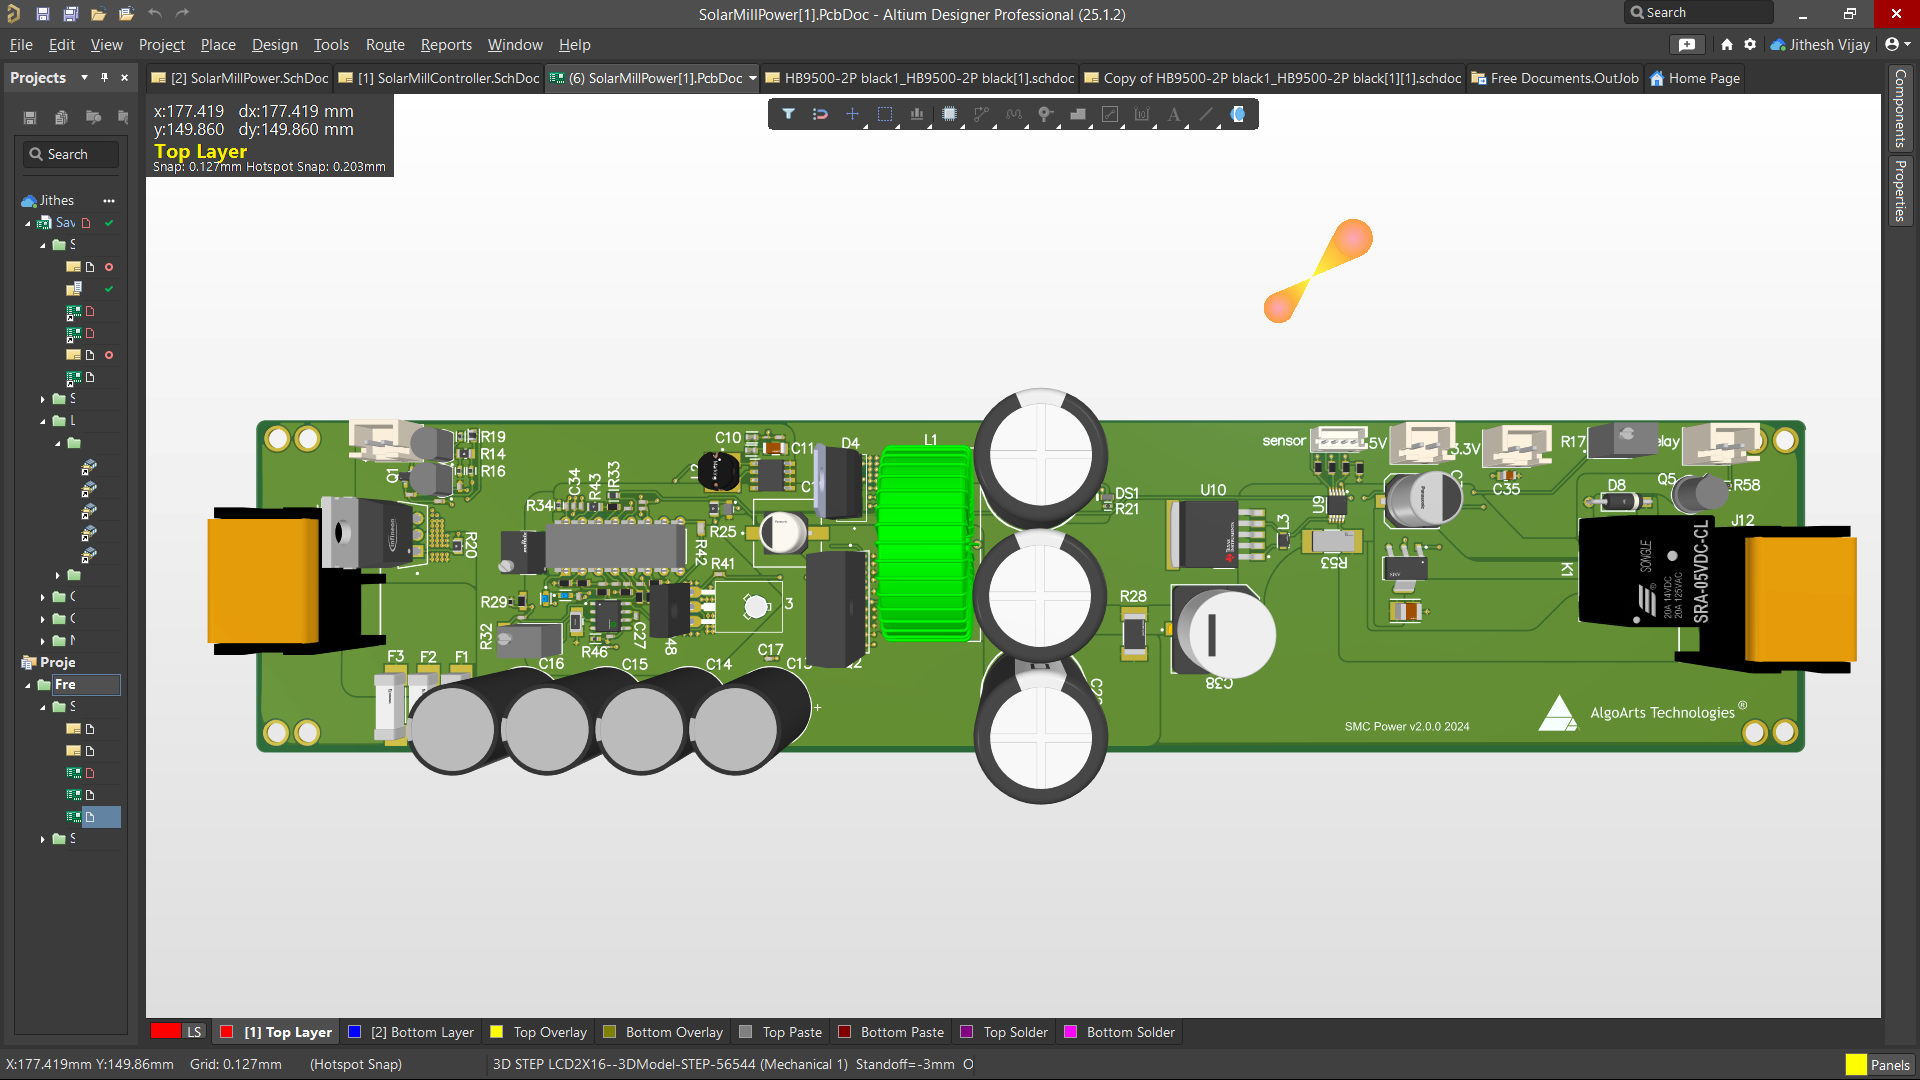 SolarMillPower[1].PcbDoc - Altium Designer Professional (25.1.2)
Search
File Edit View Project Place Design Tools Route Reports Window Help
Jithesh Vijay
Projects
[2] SolarMillPower.SchDoc
[1] SolarMillController.SchDoc
(6) SolarMillPower[1].PcbDoc
HB9500-2P black1_HB9500-2P black[1].schdoc
Copy of HB9500-2P black1_HB9500-2P black[1][1].schdoc
Free Documents.OutJob
Home Page
Components
Properties
x:177.419 dx:177.419 mm
y:149.860 dy:149.860 mm
Top Layer
Snap: 0.127mm Hotspot Snap: 0.203mm
Search
Jithes
Sav
S
S
L
C
C
N
Proje
Fre
S
S
R19
R14
R16
Q1
C10
C11
D4
L1
sensor
5V
3.3V
R17
elay
C34
R43
IR33
R34
R25
R42
R41
R20
R29
R32
R46
C27
48
3
C17
C16
C15
C14
F3
F2
F1
DS1
R21
U10
TEXAS INSTRUMENTS
L3
U9
R53
C35
D8
Q5
R58
J12
K1
SONGLE
20A 14VDC
20A 125VAC
SRA-05VDC-CL
R28
C38
infineon
SMC Power v2.0.0 2024
AlgoArts Technologies®
LS
[1] Top Layer
[2] Bottom Layer
Top Overlay
Bottom Overlay
Top Paste
Bottom Paste
Top Solder
Bottom Solder
X:177.419mm Y:149.86mm Grid: 0.127mm (Hotspot Snap)
3D STEP LCD2X16--3DModel-STEP-56544 (Mechanical 1) Standoff=-3mm O
Panels